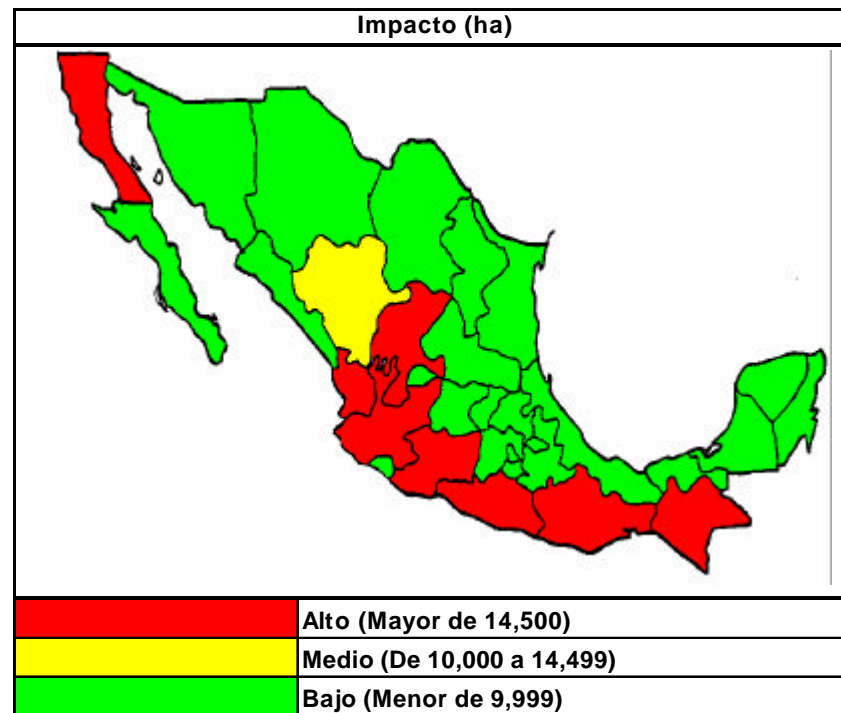 Impacto (ha)
Alto (Mayor de 14,500)
Medio (De 10,000 a 14,499)
Bajo (Menor de 9,999)